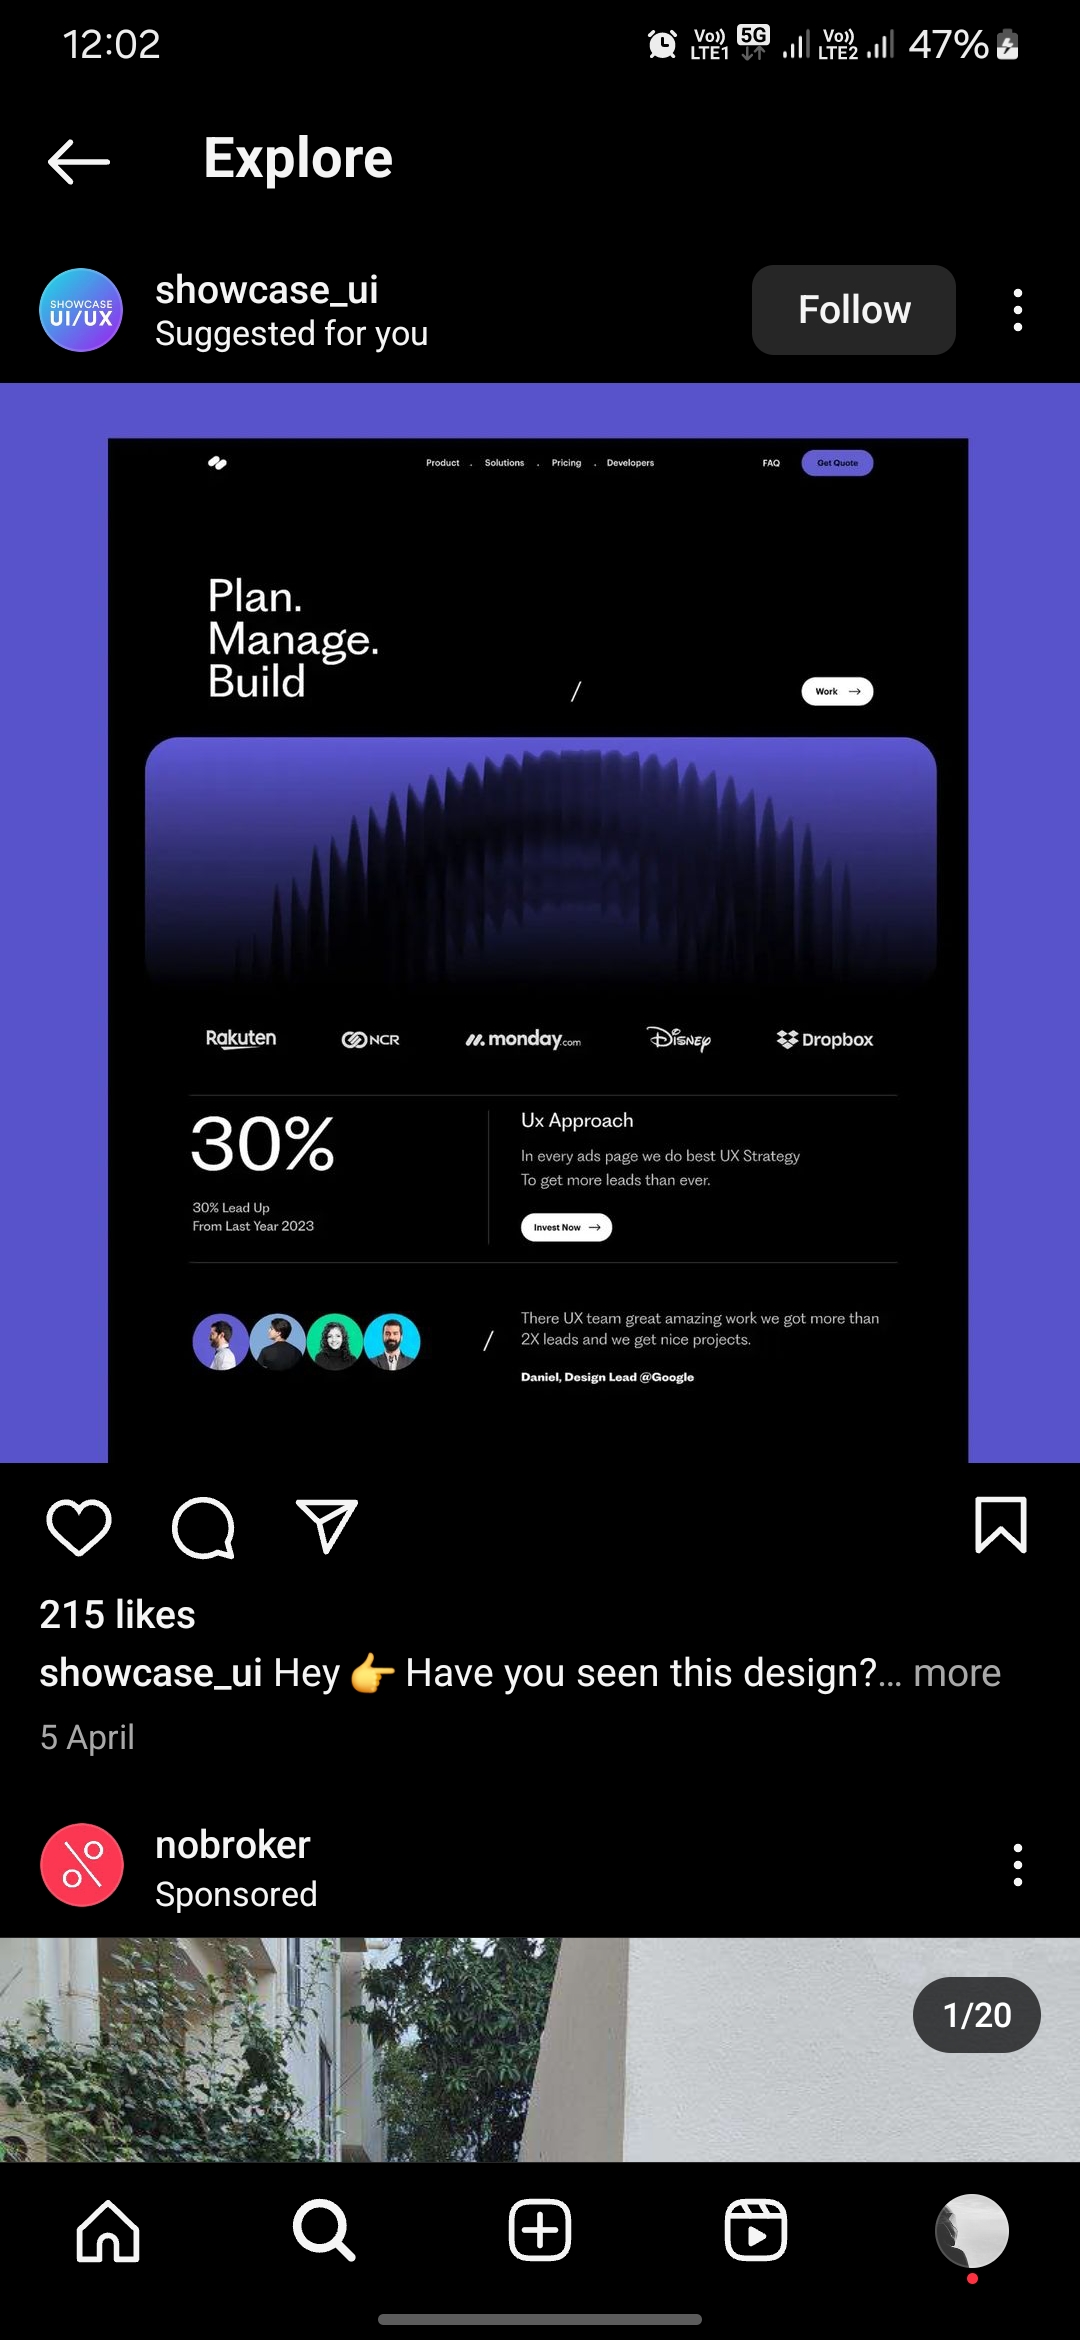 12:02
Vo)) LTE1 5G Vo)) LTE2 47%
Explore
SHOWCASE
UI/UX
showcase_ui
Suggested for you
Follow
Product . Solutions . Pricing . Developers FAQ Get Quote
Plan.
Manage.
Build
/
Work →
Rakuten NCR monday.com Disney Dropbox
30%
30% Lead Up
From Last Year 2023
Ux Approach
In every ads page we do best UX Strategy
To get more leads than ever.
Invest Now →
/
There UX team great amazing work we got more than
2X leads and we get nice projects.
Daniel, Design Lead @Google
215 likes
showcase_ui Hey 👉 Have you seen this design?... more
5 April
nobroker
Sponsored
1/20